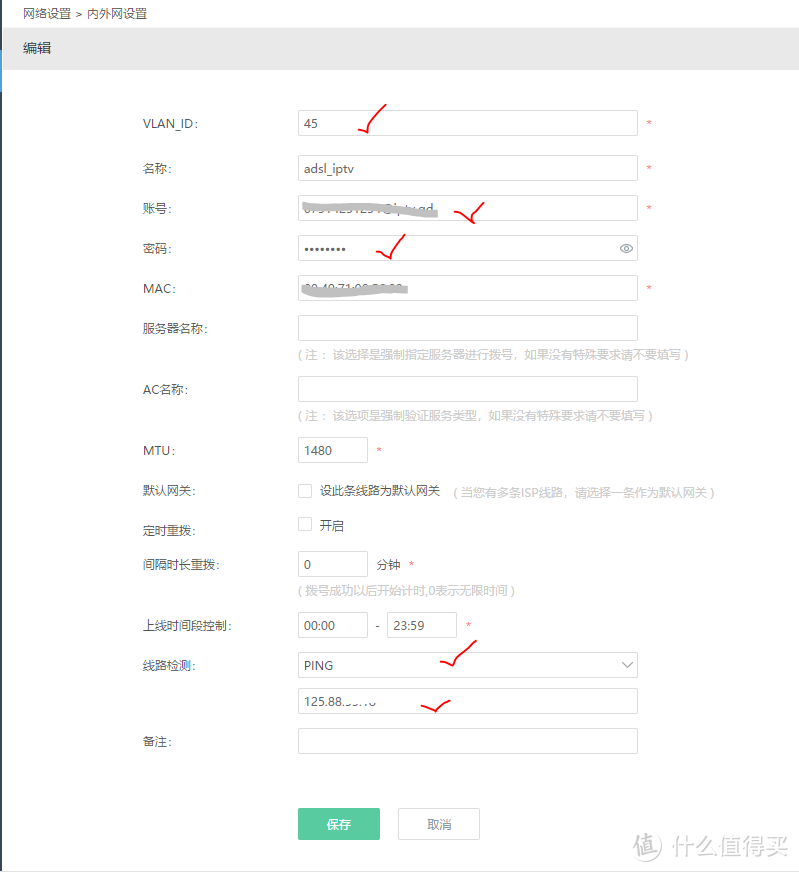 网络设置 > 内外网设置
编辑
VLAN_ID: 45 *
名称: adsl_iptv *
账号: *
密码: ••••••••
MAC: *
服务器名称:
( 注 : 该选择是强制指定服务器进行拨号，如果没有特殊要求请不要填写 )
AC名称:
( 注 : 该选项是强制验证服务类型，如果没有特殊要求请不要填写 )
MTU: 1480 *
默认网关: 设此条线路为默认网关 ( 当您有多条ISP线路，请选择一条作为默认网关 )
定时重拨: 开启
间隔时长重拨: 0 分钟 *
( 拨号成功以后开始计时,0表示无限时间 )
上线时间段控制: 00:00 - 23:59 *
线路检测: PING
125.88.
备注:
保存 取消
值 什么值得买